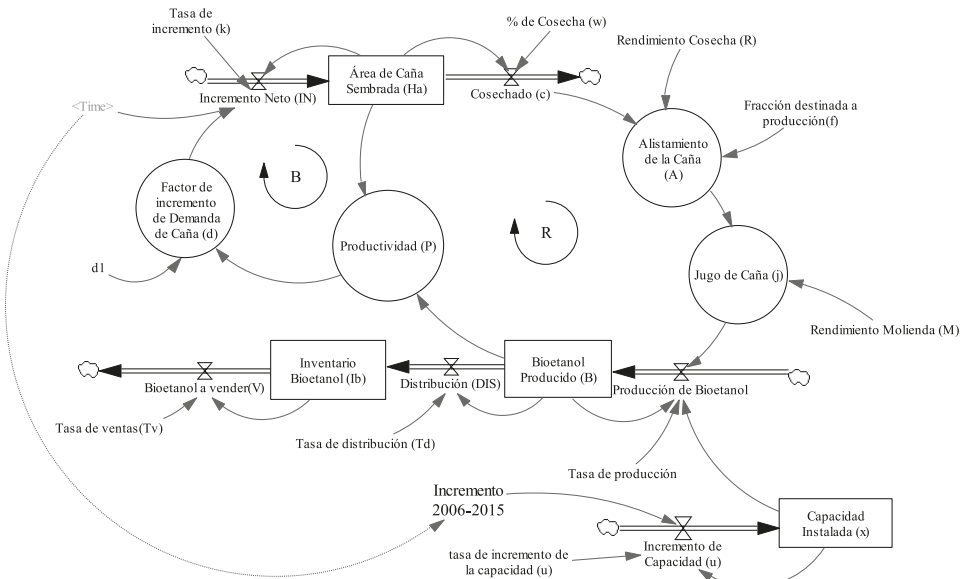 Tasa de
incremento (k)
% de Cosecha (w)
Rendimiento Cosecha (R)
Área de Caña
Sembrada (Ha)
Incremento Neto (IN)
Cosechado (c)
<Time>
Fracción destinada a
producción(f)
Alistamiento
de la Caña
(A)
B
Factor de
incremento
de Demanda
de Caña (d)
Productividad (P)
R
d1
Jugo de Caña (j)
Rendimiento Molienda (M)
Inventario
Bioetanol (Ib)
Bioetanol
Producido (B)
Bioetanol a vender(V)
Distribución (DIS)
Producción de Bioetanol
Tasa de ventas(Tv)
Tasa de distribución (Td)
Tasa de producción
Incremento
2006-2015
Capacidad
Instalada (x)
tasa de incremento de
la capacidad (u)
Incremento de
Capacidad (u)